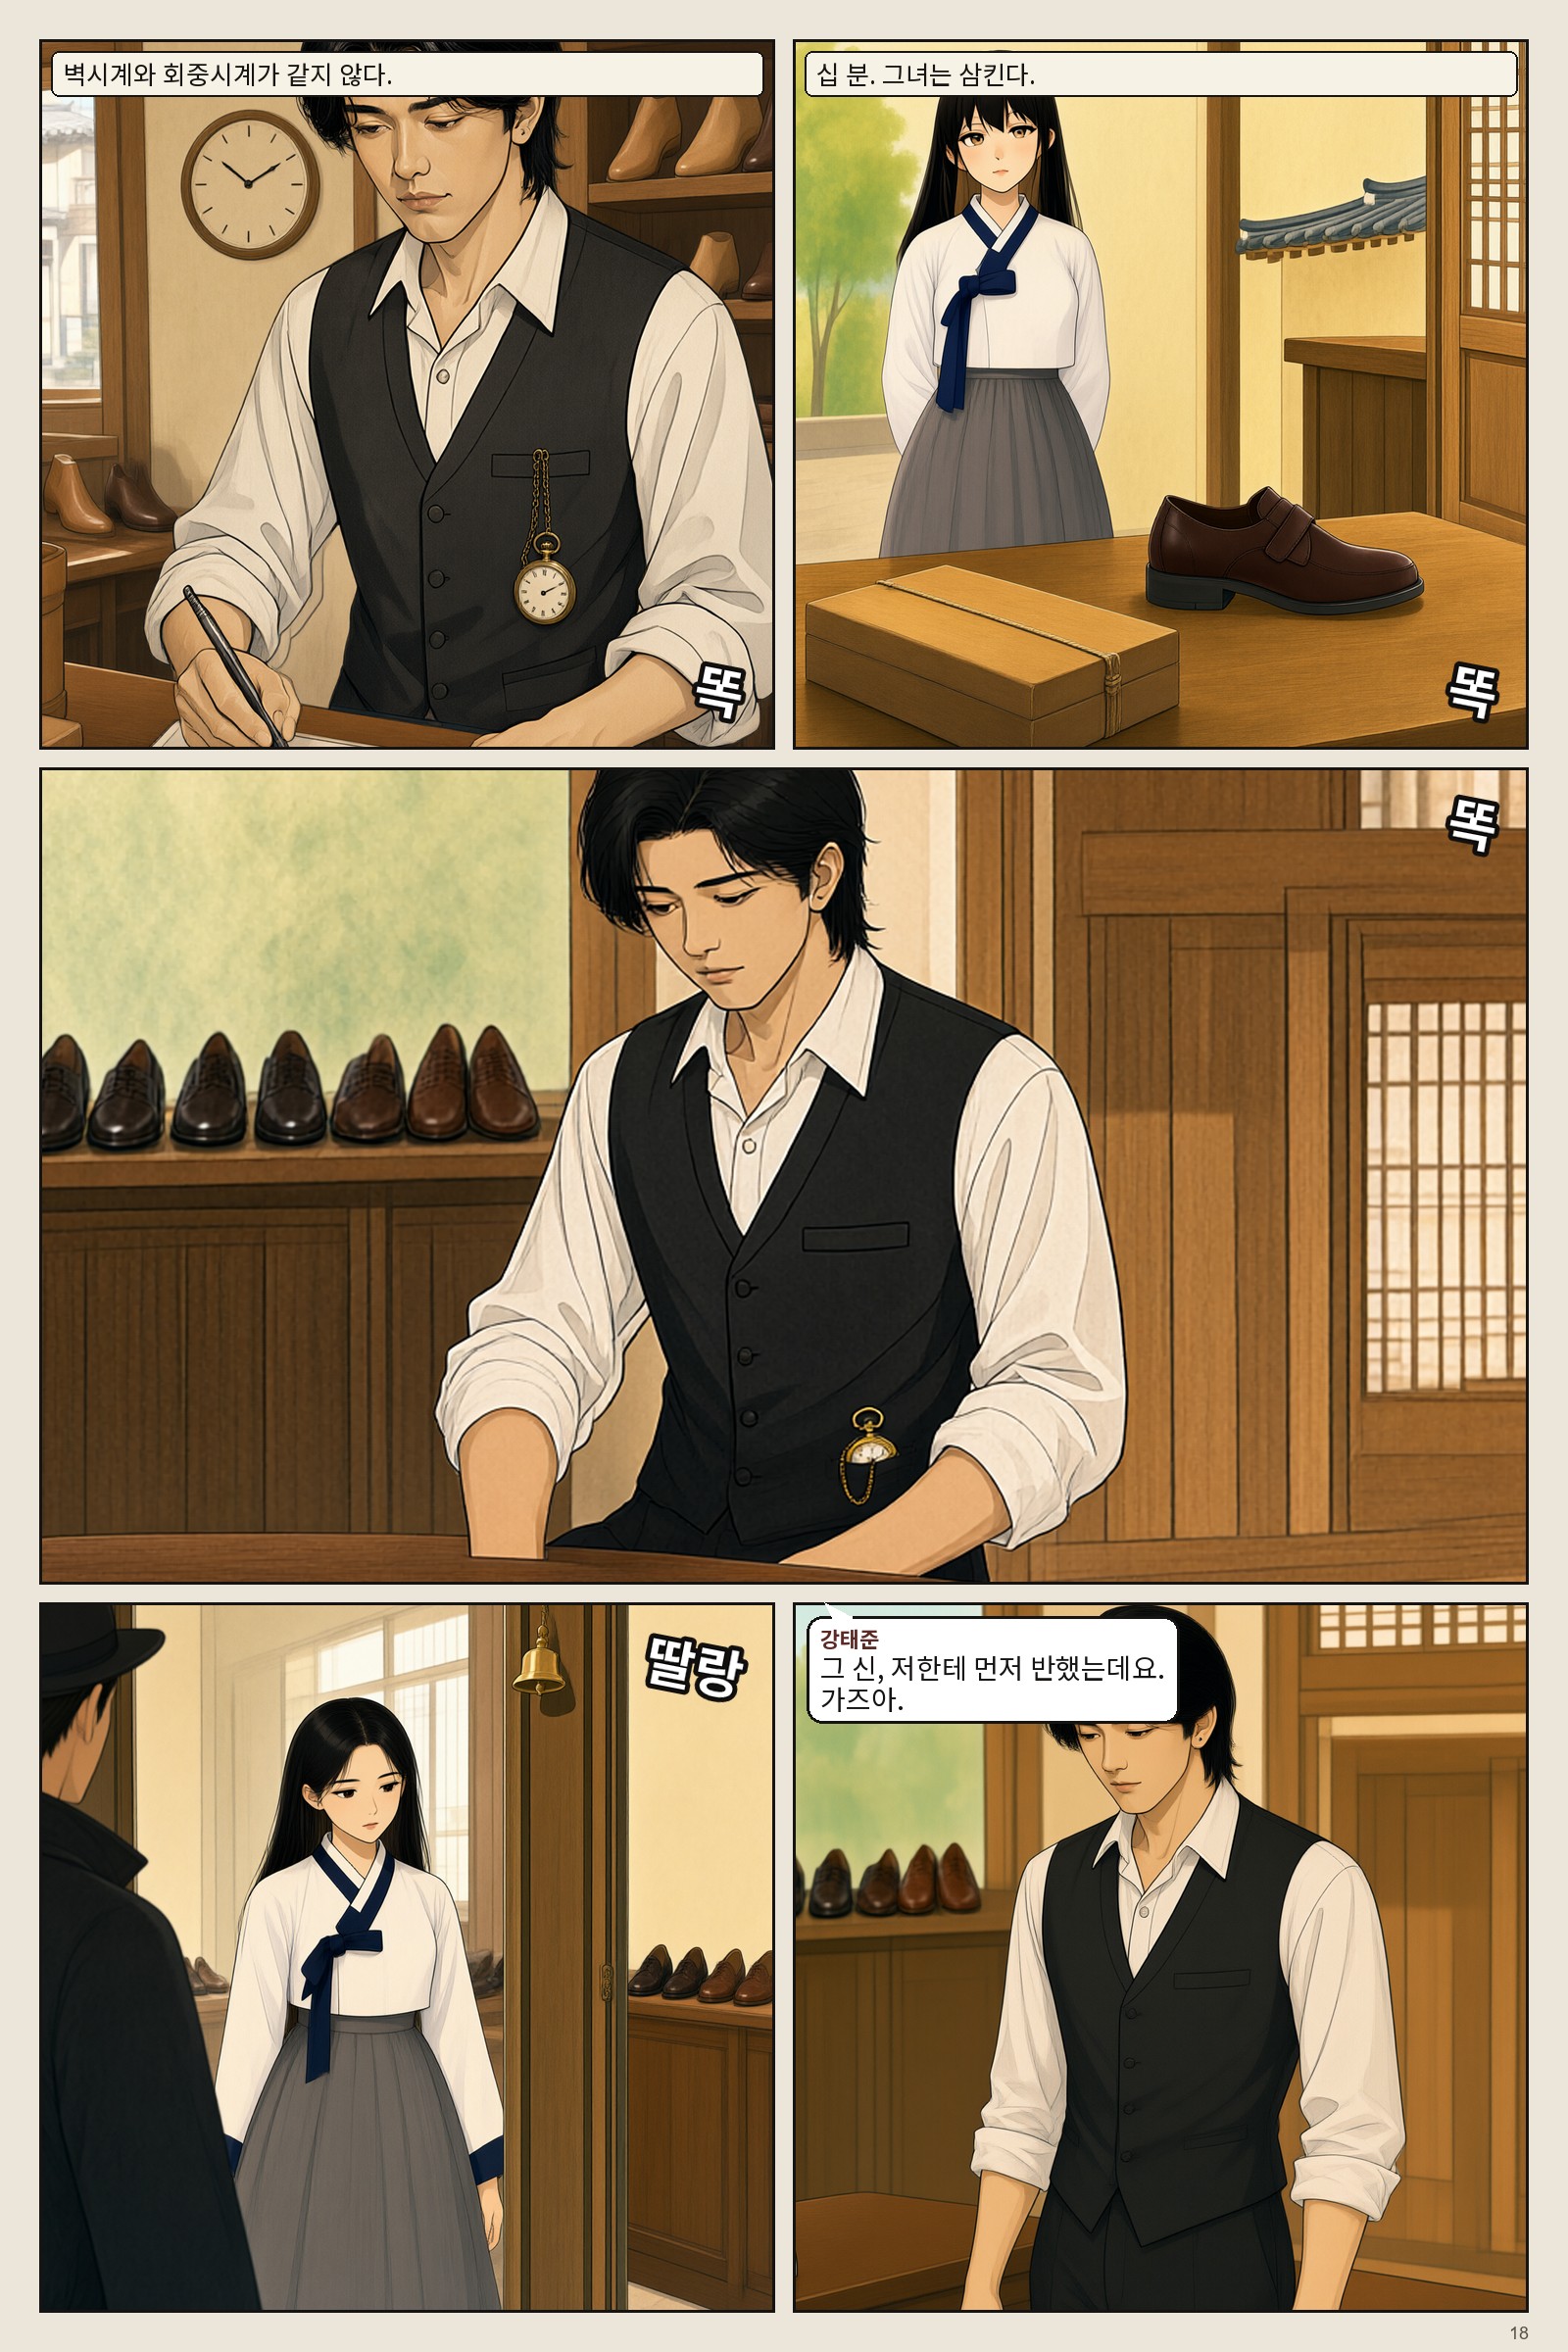 벽시계와 회중시계가 같지 않다.
똑
십 분. 그녀는 삼킨다.
똑
똑
딸랑
강태준
그 신, 저한테 먼저 반했는데요.
가즈아.
18